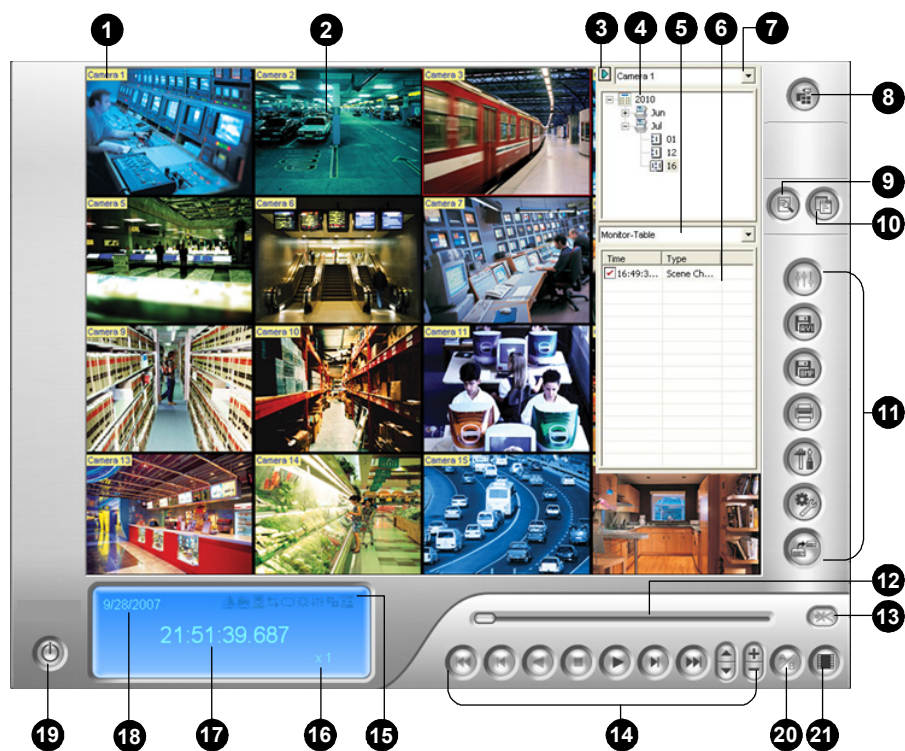 1 2 3 4 5 6 7
Camera 1 Camera 2 Camera 3 Camera 1
2010
Jun
Jul
01
12
16
8
9
10
Camera 5 Camera 6 Camera 7
Monitor-Table
Time Type
16:49:3... Scene Ch...
AVI
BMP
11
Camera 9 Camera 10 Camera 11
Camera 13 Camera 14 Camera 15
12
13
9/28/2007
21:51:39.687
x 1
A/B
19 18 17 16 15 14 20 21